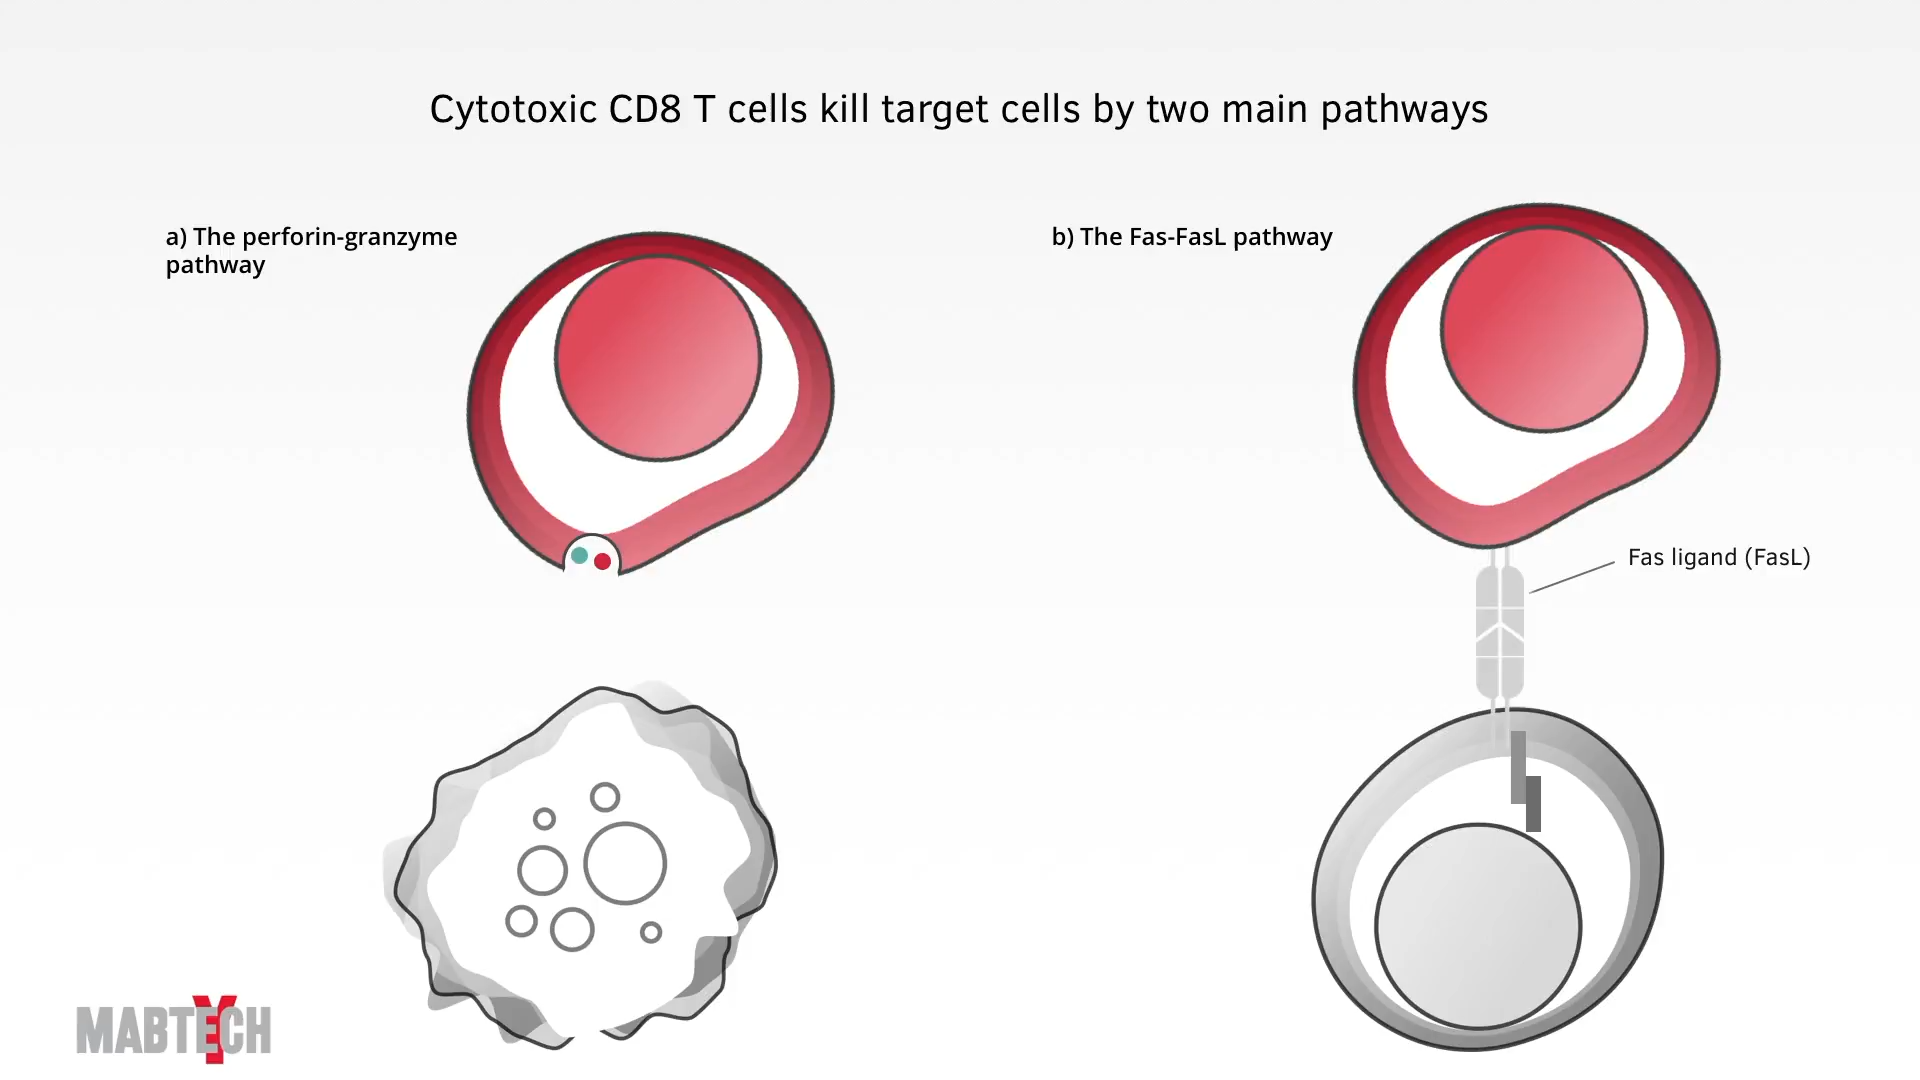 Cytotoxic CD8 T cells kill target cells by two main pathways
a) The perforin-granzyme
pathway
b) The Fas-FasL pathway
Fas ligand (FasL)
MABTECH